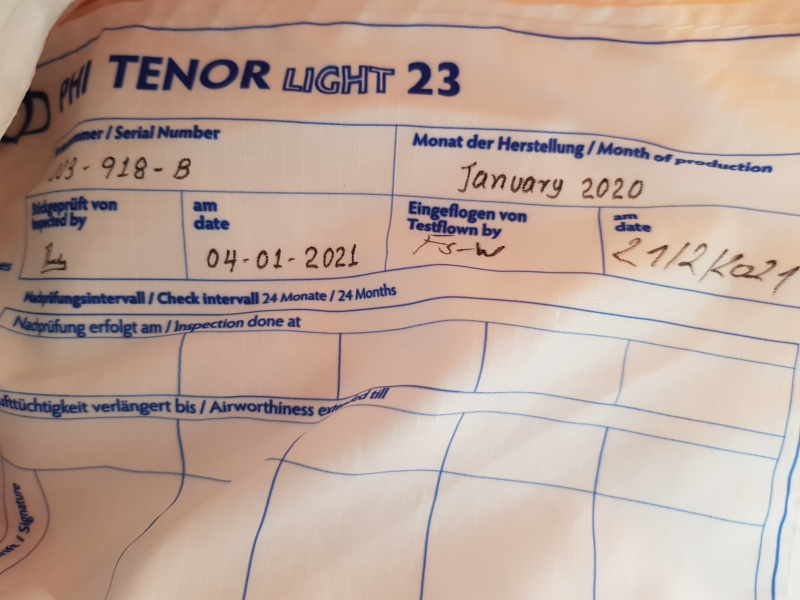 PHI TENOR LIGHT 23
/ Serial Number
03-918-B
Monat der Herstellung / Month of production
January 2020
Stückgeprüft von
Inspected by
am
date
04-01-2021
Eingeflogen von
Testflown by
FS-W
am
date
21/2/2021
Nachprüfungsintervall / Check intervall 24 Monate / 24 Months
Nachprüfung erfolgt am / Inspection done at
verlängert bis / Airworthiness till
/ Signature